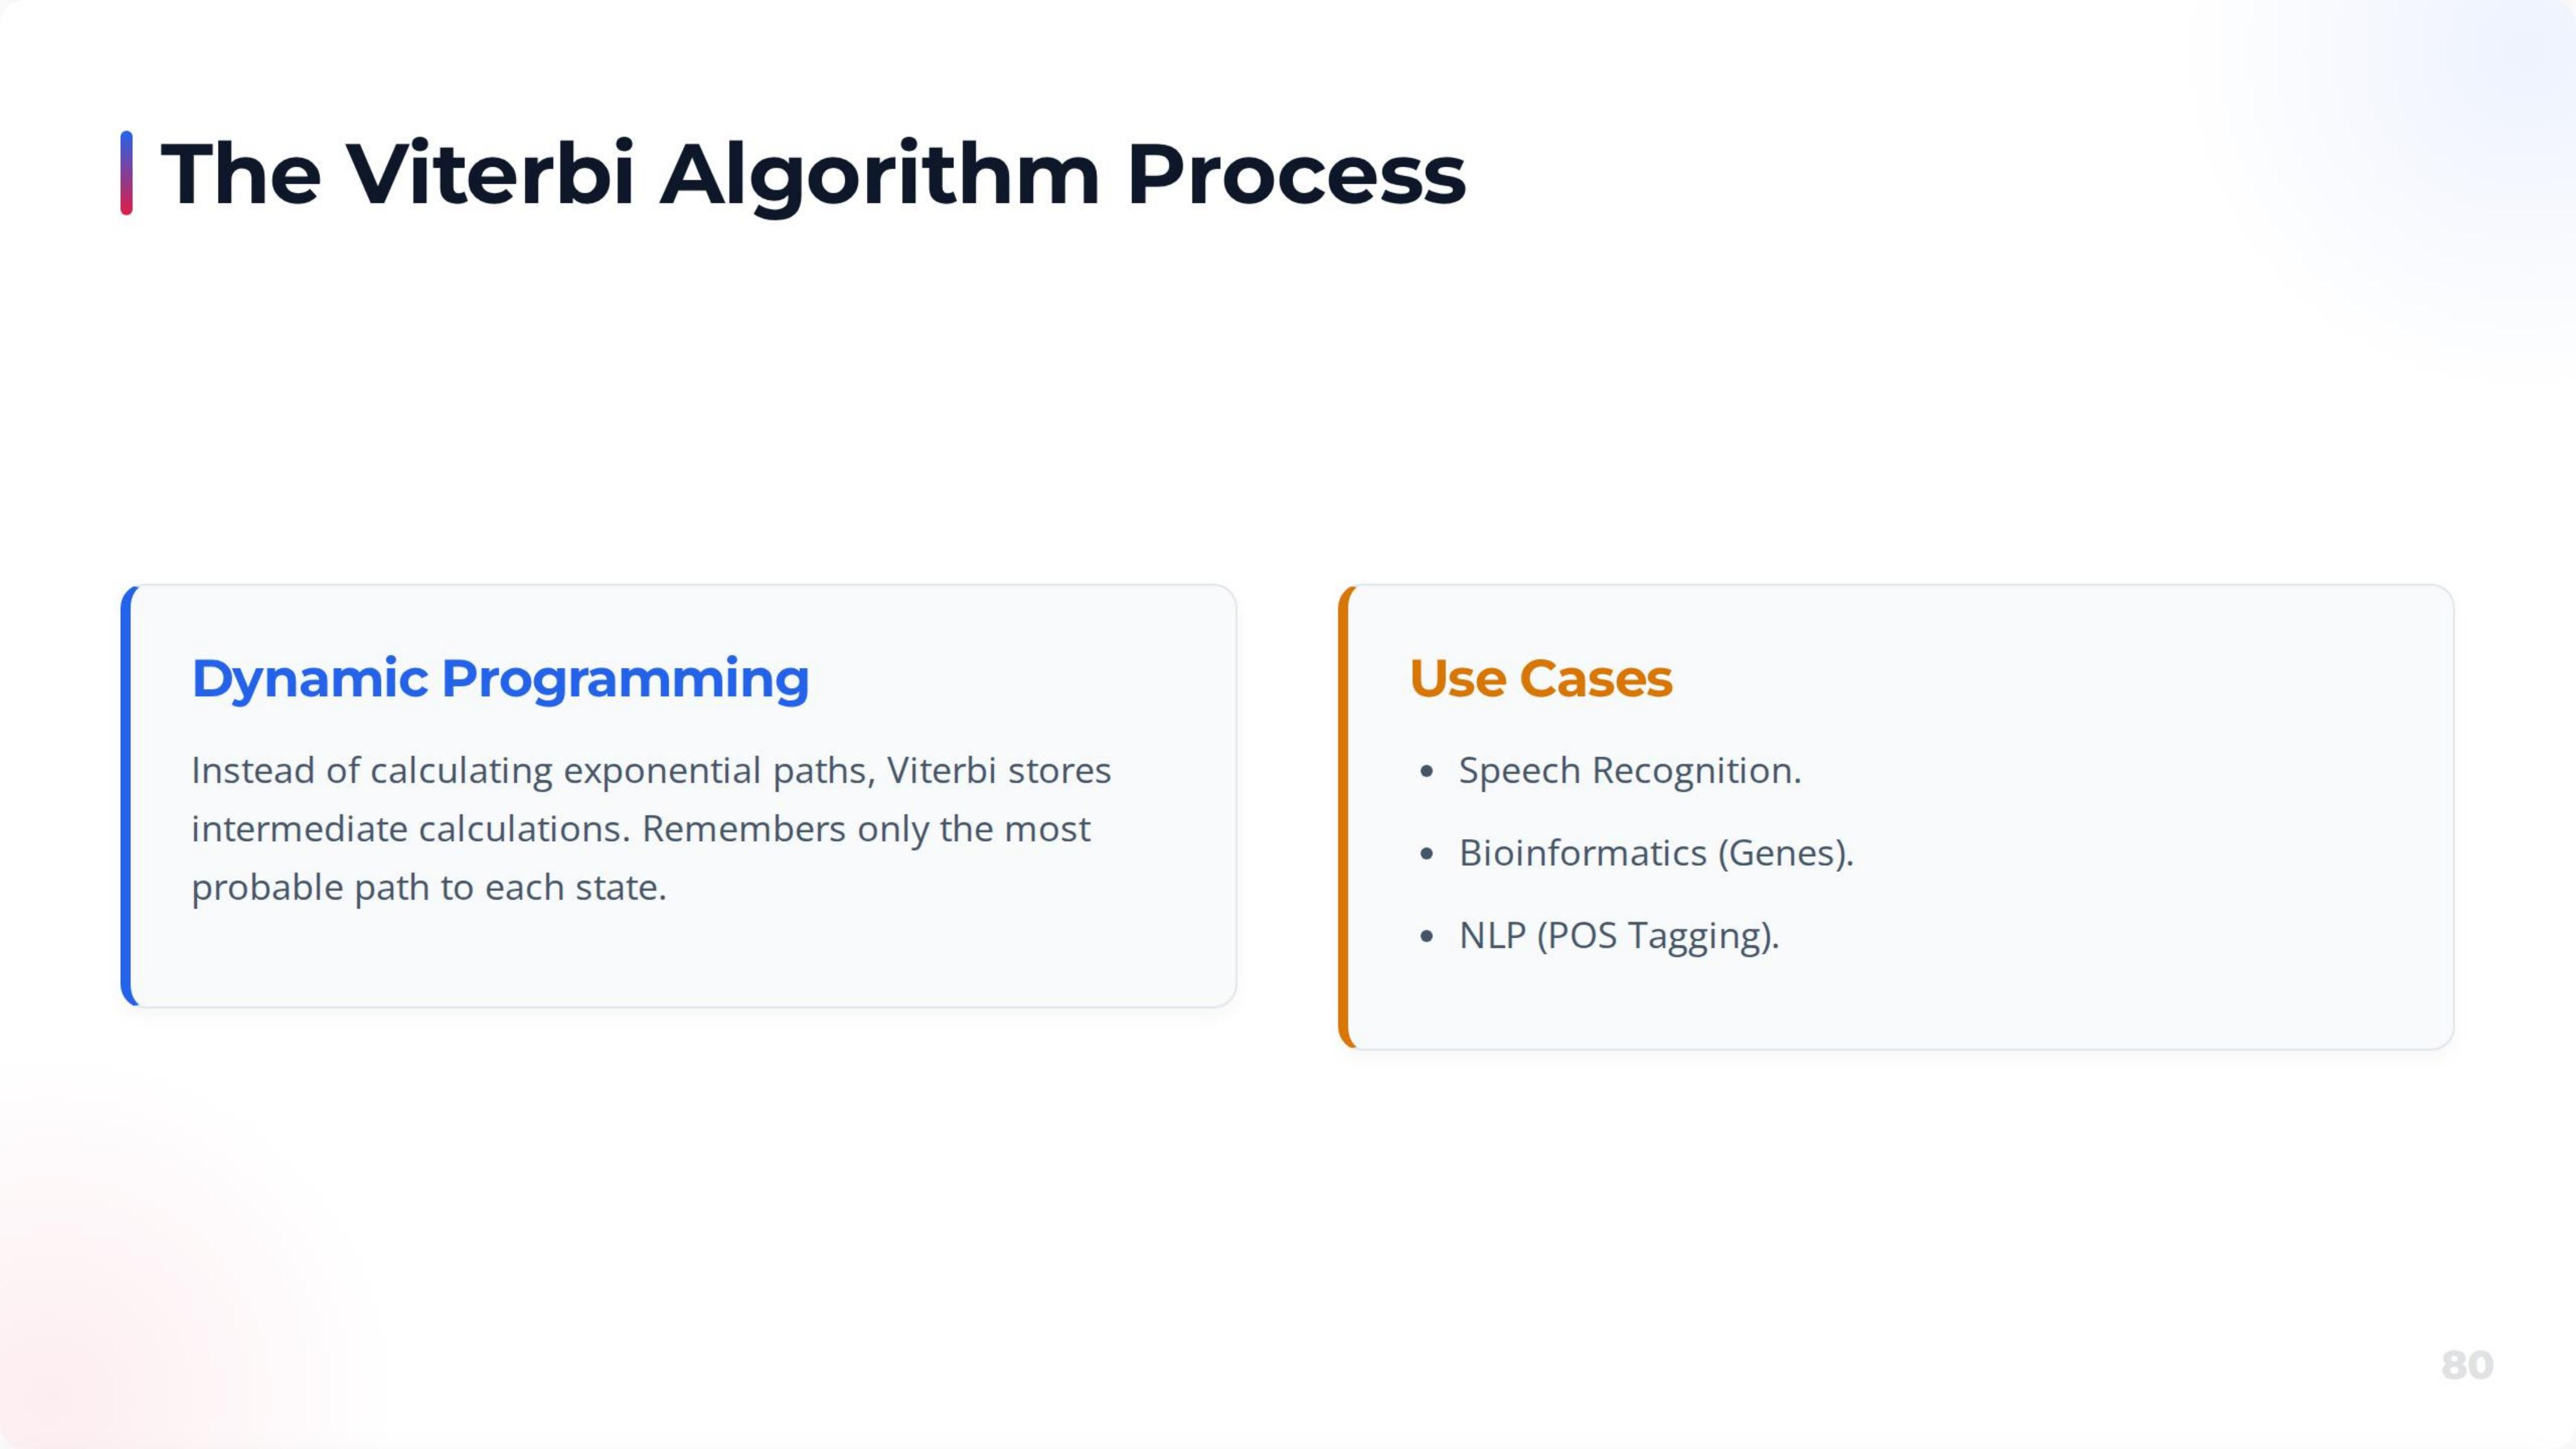 The Viterbi Algorithm Process
Dynamic Programming
Instead of calculating exponential paths, Viterbi stores
intermediate calculations. Remembers only the most
probable path to each state.
Use Cases
• Speech Recognition.
• Bioinformatics (Genes).
• NLP (POS Tagging).
80